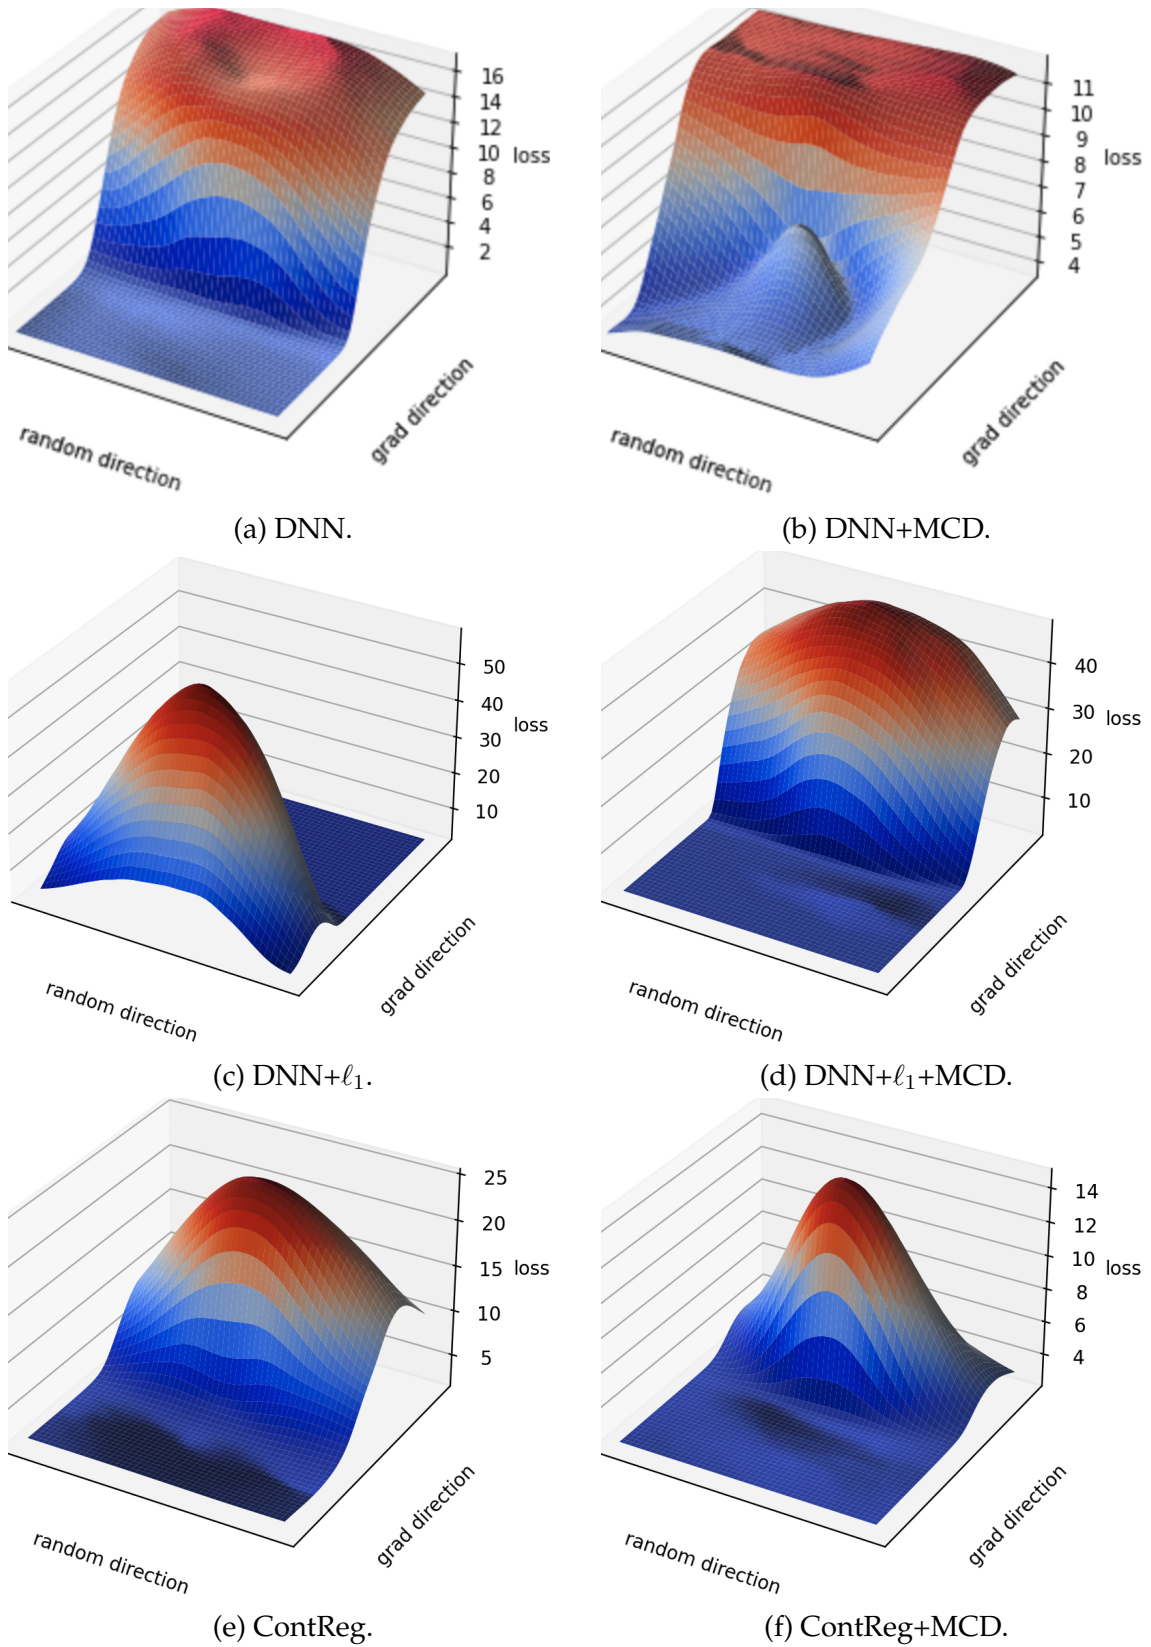 16
14
12
10 loss
8
6
4
2
grad direction
random direction
(a) DNN.
11
10
9
8 loss
7
6
5
4
grad direction
random direction
(b) DNN+MCD.
50
40
30 loss
20
10
grad direction
random direction
(c) DNN+ℓ₁.
40
30 loss
20
10
grad direction
random direction
(d) DNN+ℓ₁+MCD.
25
20
15 loss
10
5
grad direction
random direction
(e) ContReg.
14
12
10 loss
8
6
4
grad direction
random direction
(f) ContReg+MCD.